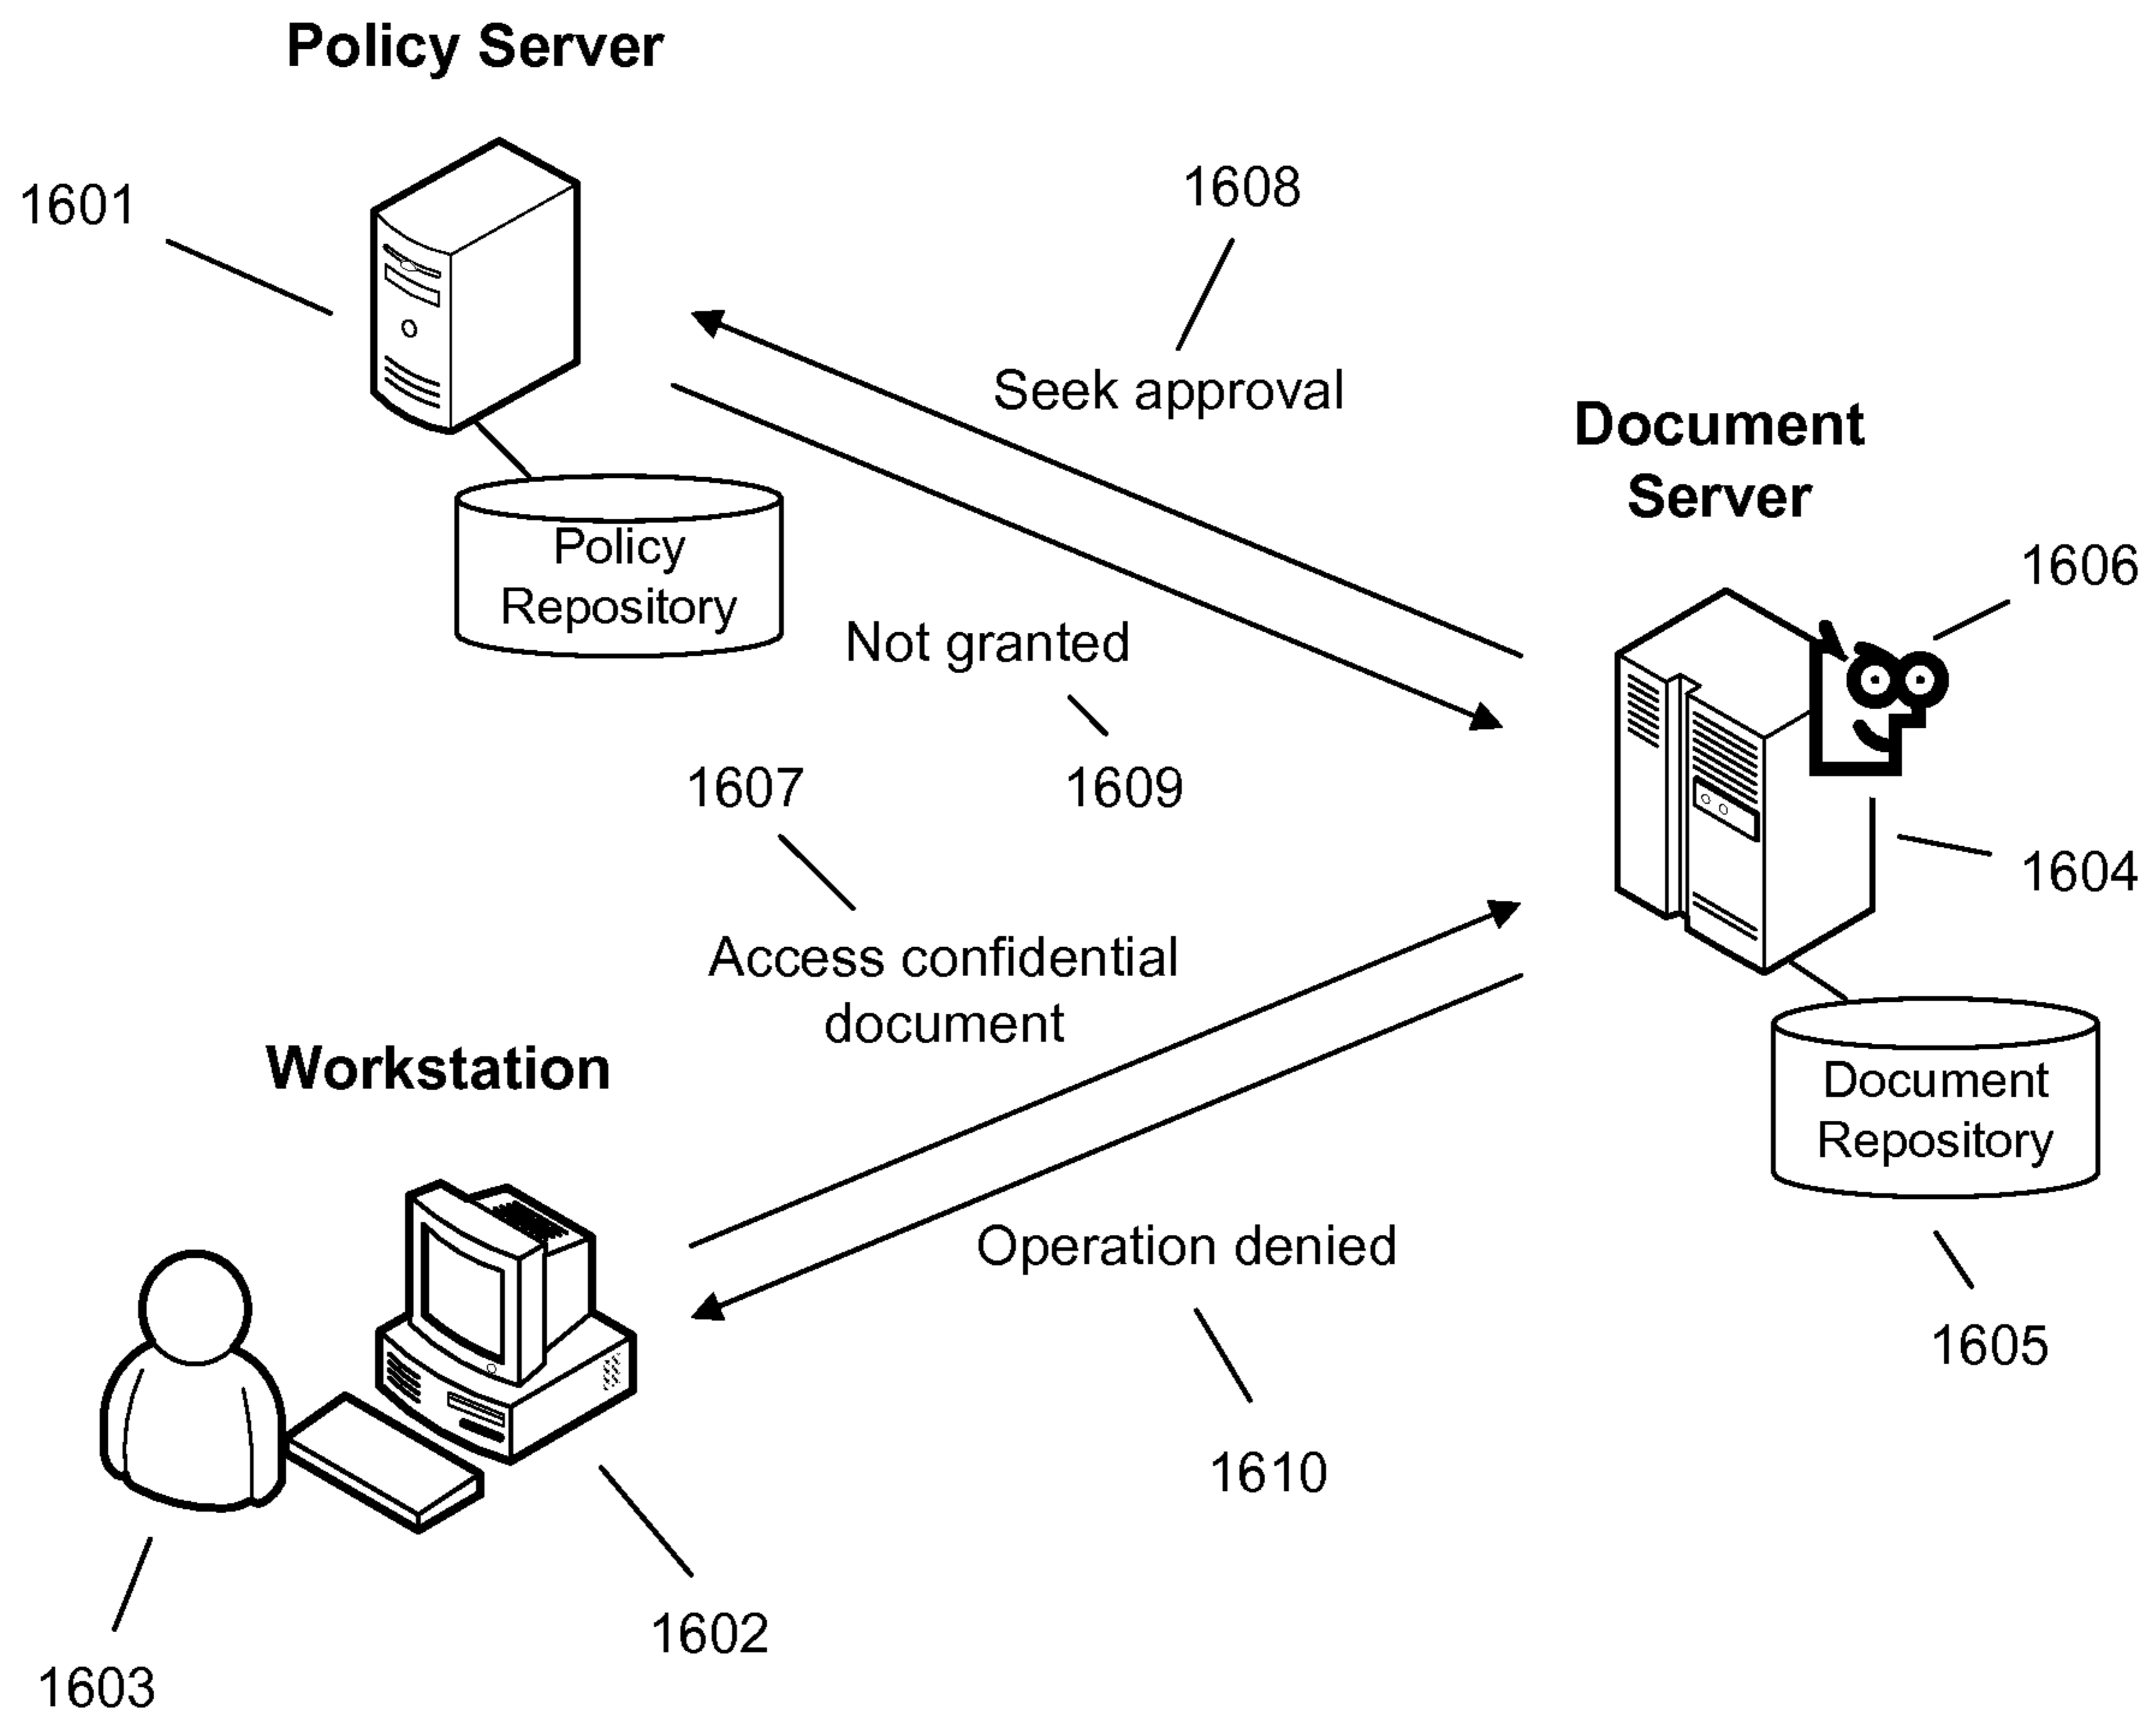 Policy Server
1601
1608
Seek approval
Document
Server
1606
Policy
Repository
Not granted
1609
1607
1604
Access confidential
document
Workstation
Document
Repository
Operation denied
1605
1610
1602
1603